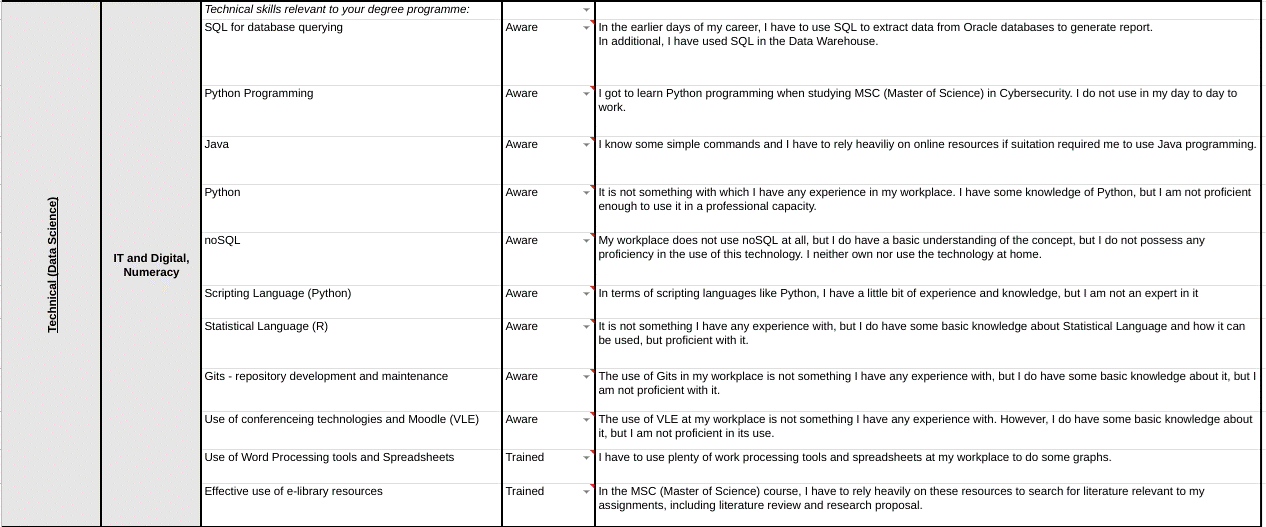 Technical skills relevant to your degree programme:
SQL for database querying
Aware
In the earlier days of my career, I have to use SQL to extract data from Oracle databases to generate report.
In additional, I have used SQL in the Data Warehouse.
Python Programming
Aware
I got to learn Python programming when studying MSC (Master of Science) in Cybersecurity. I do not use in my day to day to
work.
Java
Aware
I know some simple commands and I have to rely heaviliy on online resources if suitation required me to use Java programming.
Technical (Data Science)
IT and Digital,
Numeracy
Python
Aware
It is not something with which I have any experience in my workplace. I have some knowledge of Python, but I am not proficient
enough to use it in a professional capacity.
noSQL
Aware
My workplace does not use noSQL at all, but I do have a basic understanding of the concept, but I do not possess any
proficiency in the use of this technology. I neither own nor use the technology at home.
Scripting Language (Python)
Aware
In terms of scripting languages like Python, I have a little bit of experience and knowledge, but I am not an expert in it
Statistical Language (R)
Aware
It is not something I have any experience with, but I do have some basic knowledge about Statistical Language and how it can
be used, but proficient with it.
Gits - repository development and maintenance
Aware
The use of Gits in my workplace is not something I have any experience with, but I do have some basic knowledge about it, but I
am not proficient with it.
Use of conferenceing technologies and Moodle (VLE)
Aware
The use of VLE at my workplace is not something I have any experience with. However, I do have some basic knowledge about
it, but I am not proficient in its use.
Use of Word Processing tools and Spreadsheets
Trained
I have to use plenty of work processing tools and spreadsheets at my workplace to do some graphs.
Effective use of e-library resources
Trained
In the MSC (Master of Science) course, I have to rely heavily on these resources to search for literature relevant to my
assignments, including literature review and research proposal.